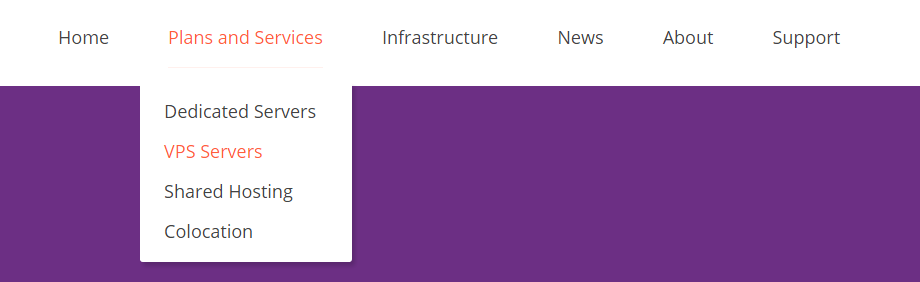 Home Plans and Services Infrastructure News About Support
Dedicated Servers
VPS Servers
Shared Hosting
Colocation